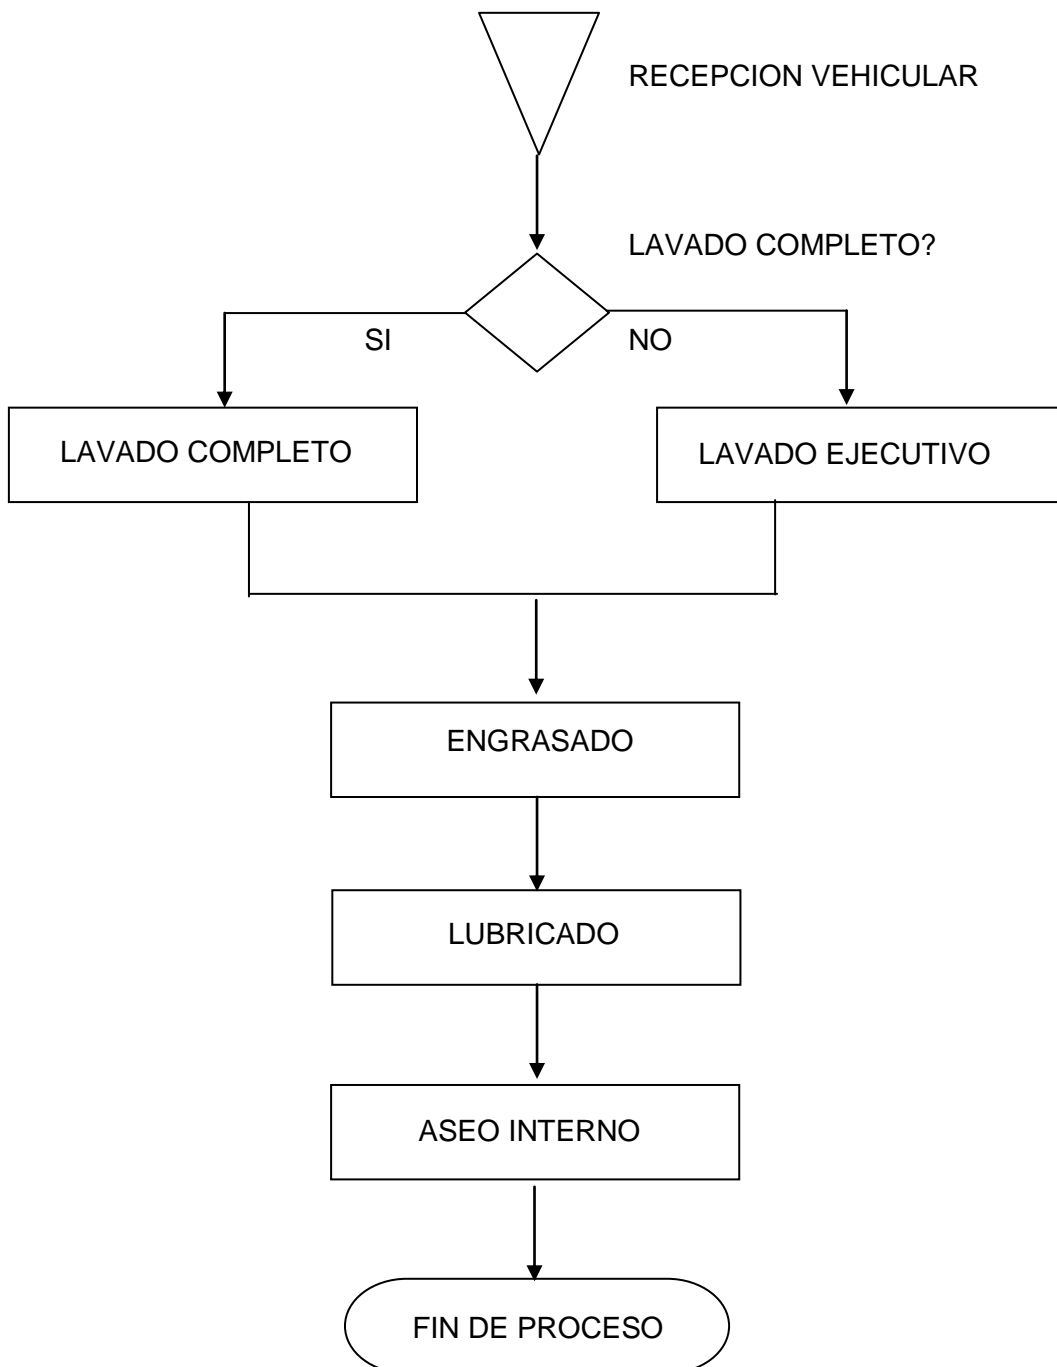 RECEPCION VEHICULAR
LAVADO COMPLETO?
SI
NO
LAVADO COMPLETO
LAVADO EJECUTIVO
ENGRASADO
LUBRICADO
ASEO INTERNO
FIN DE PROCESO